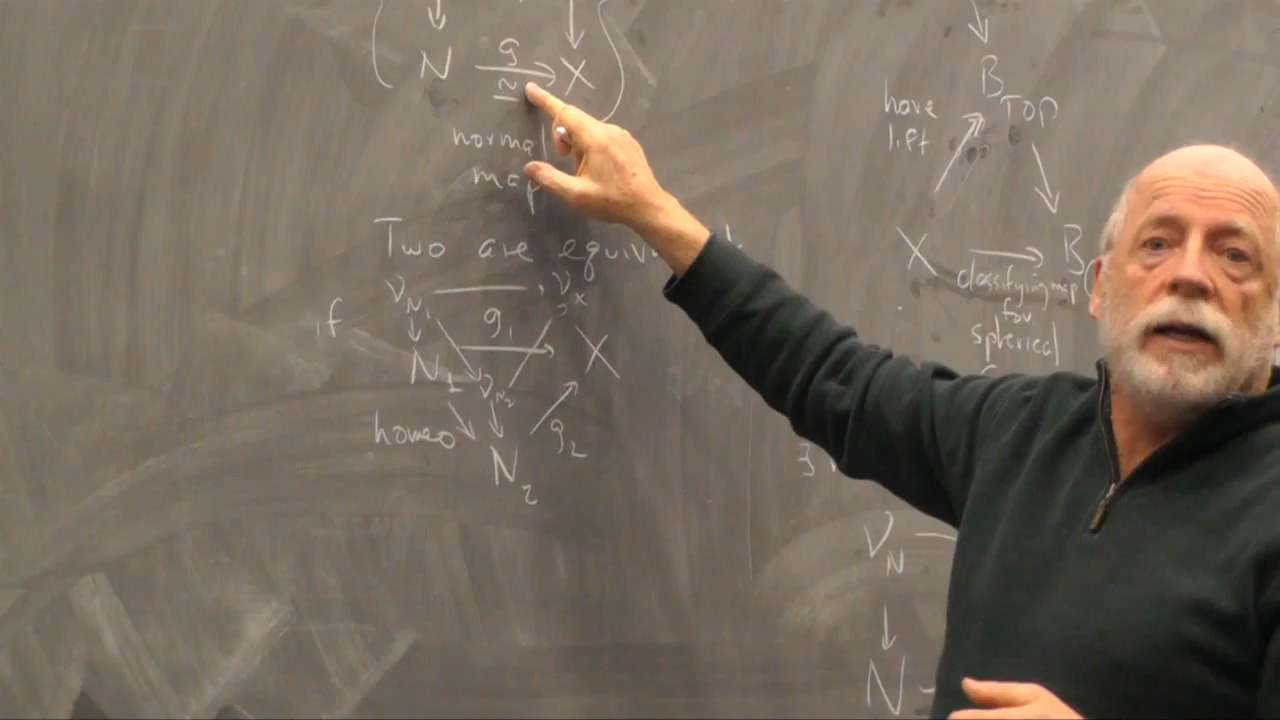 N g X
~
normal
map
Two are equiv
if ν_N₁ ν_X
g₁
N₁ X
ν_N₂
homeo g₂
N₂
B_TOP
have
lift
X B
classifying map
for
spherical
ν_N
N